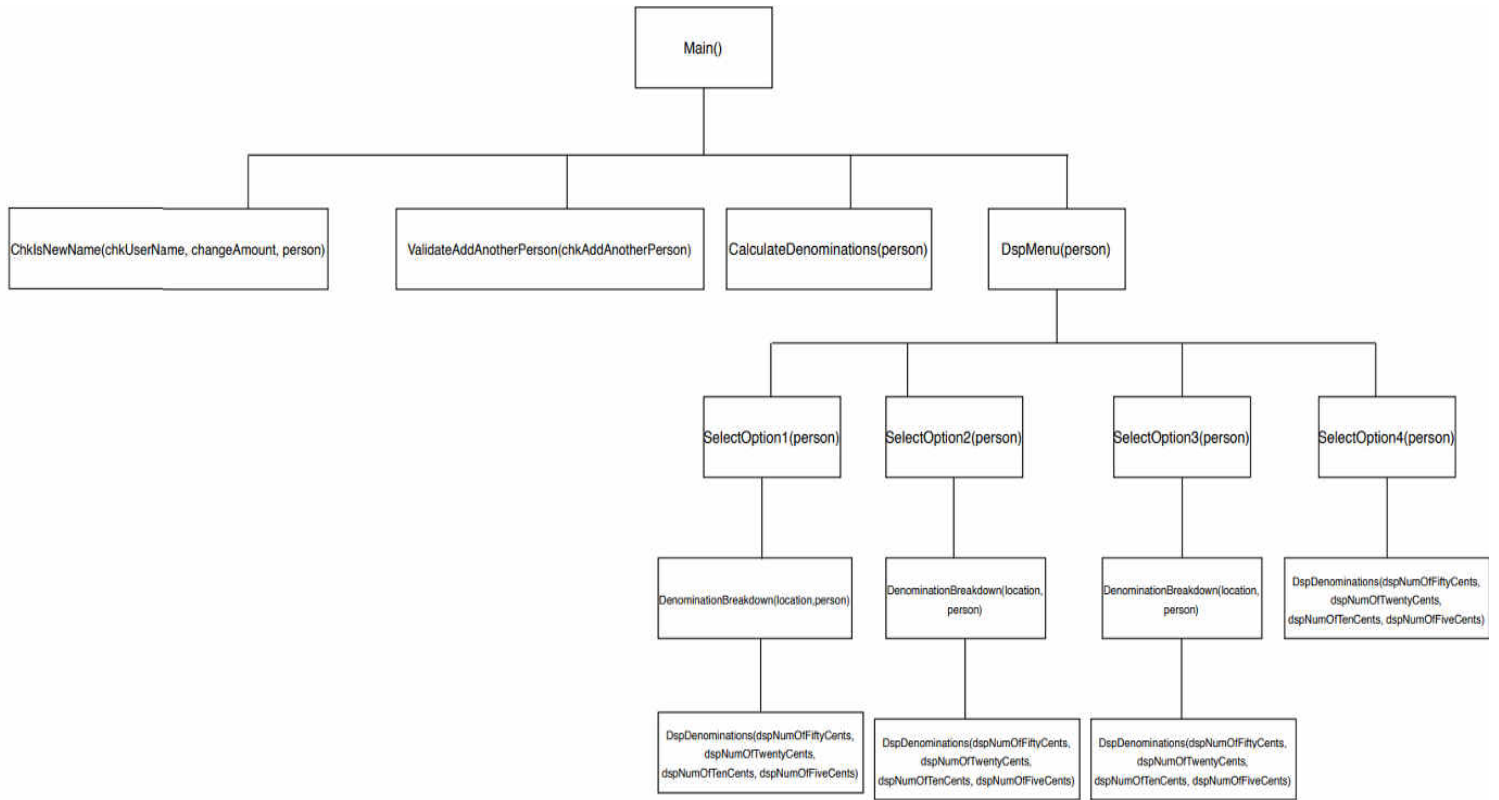 Main()
ChkIsNewName(chkUserName, changeAmount, person)
ValidateAddAnotherPerson(chkAddAnotherPerson)
CalculateDenominations(person)
DspMenu(person)
SelectOption1(person)
SelectOption2(person)
SelectOption3(person)
SelectOption4(person)
DenominationBreakdown(location,person)
DenominationBreakdown(location,
person)
DenominationBreakdown(location,
person)
DspDenominations(dspNumOfFiftyCents,
dspNumOfTwentyCents,
dspNumOfTenCents, dspNumOfFiveCents)
DspDenominations(dspNumOfFiftyCents,
dspNumOfTwentyCents,
dspNumOfTenCents, dspNumOfFiveCents)
DspDenominations(dspNumOfFiftyCents,
dspNumOfTwentyCents,
dspNumOfTenCents, dspNumOfFiveCents)
DspDenominations(dspNumOfFiftyCents,
dspNumOfTwentyCents,
dspNumOfTenCents, dspNumOfFiveCents)